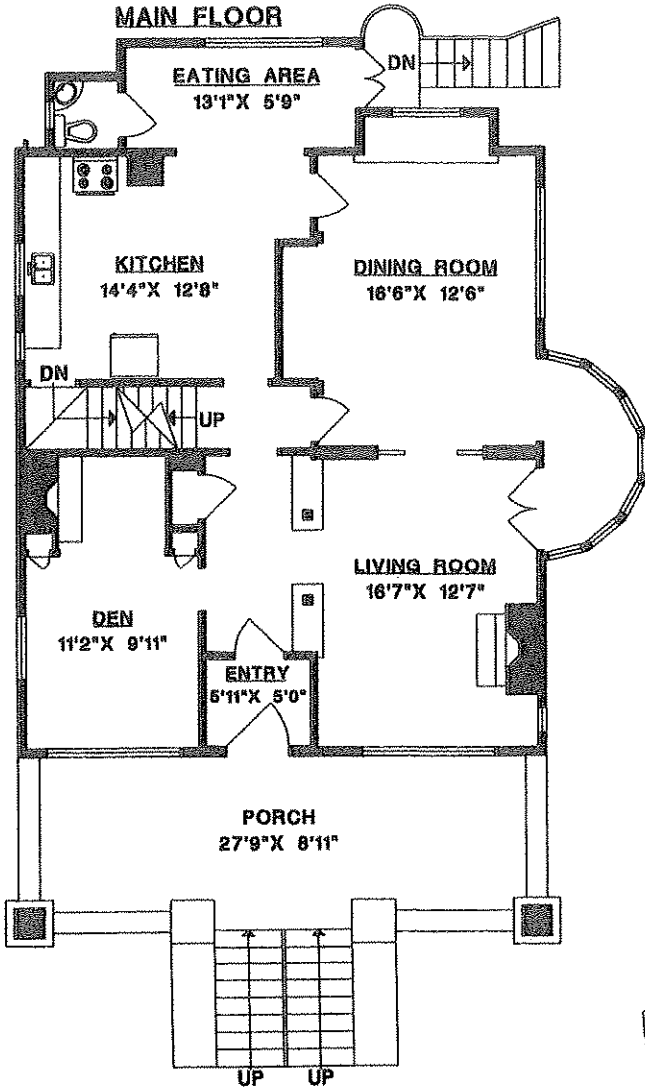 MAIN FLOOR
EATING AREA
13'1"X 5'9"
DN
KITCHEN
14'4"X 12'8"
DINING ROOM
16'6"X 12'6"
DN
UP
LIVING ROOM
16'7"X 12'7"
DEN
11'2"X 9'11"
ENTRY
5'11"X 5'0"
PORCH
27'9"X 8'11"
UP UP